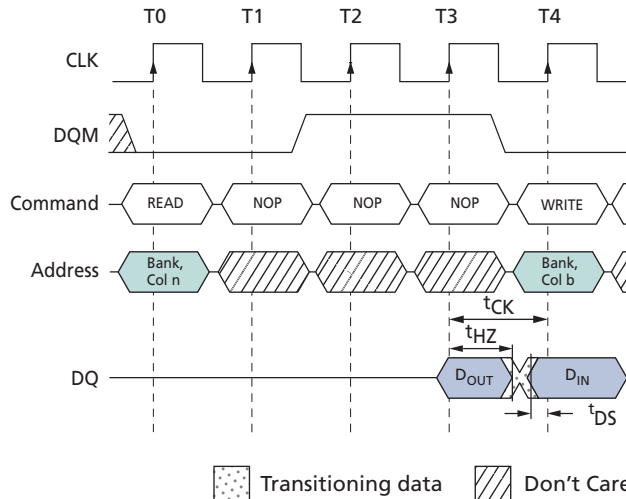 T0 T1 T2 T3 T4
CLK
DQM
Command READ NOP NOP NOP WRITE
Address Bank, Col n Bank, Col b
tCK
tHZ
DQ DOUT DIN
tDS
Transitioning data Don't Care